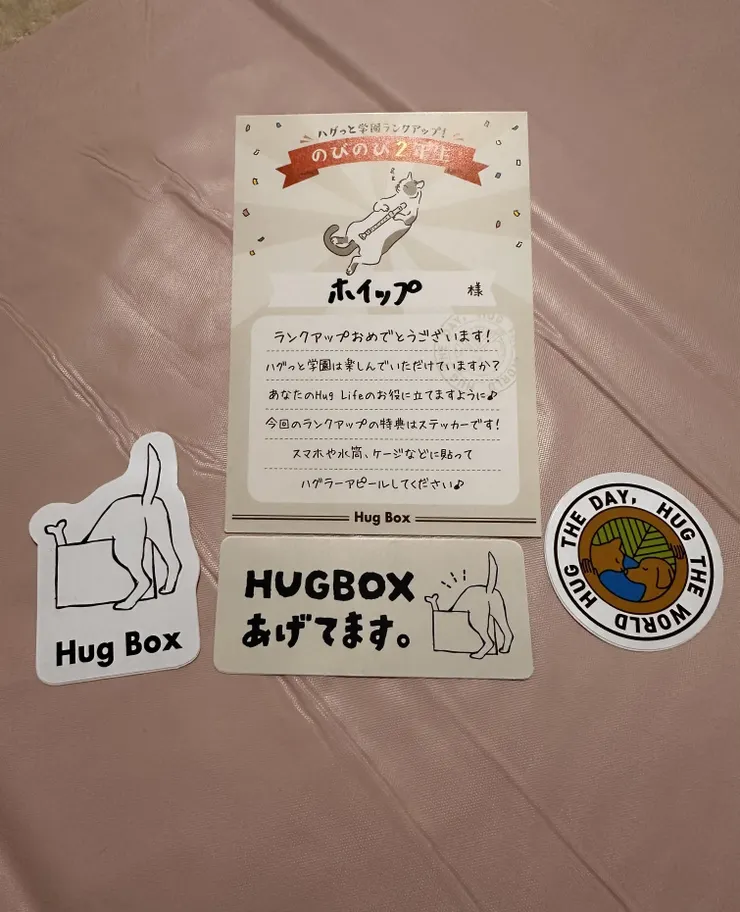 ハグっと学園ランクアップ!
のびのび2年生
ホイップ 様
ランクアップおめでとうございます!
ハグっと学園は楽しんでいただけていますか?
あなたのHug Lifeのお役に立てますように♪
今回のランクアップの特典はステッカーです!
スマホや水筒、ケージなどに貼って
ハグラーアピールしてください♪
Hug Box
Hug Box
HUGBOX
あげてます。
HUG THE DAY, HUG THE WORLD